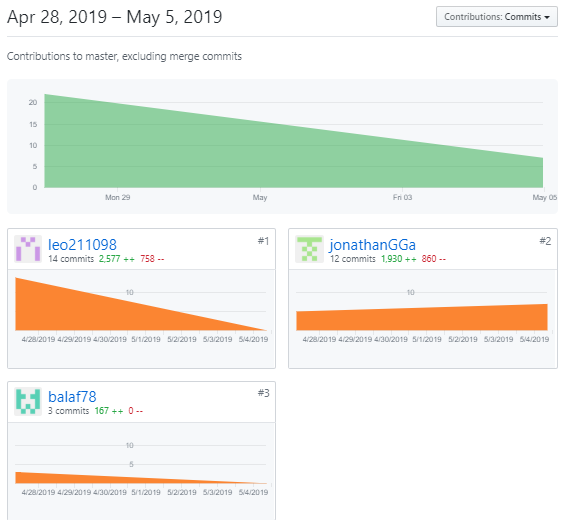 Apr 28, 2019 – May 5, 2019
Contributions: Commits
Contributions to master, excluding merge commits
20
15
10
5
0
Mon 29 May Fri 03 May 05
leo211098 #1
14 commits 2,577 ++ 758 --
10
4/28/2019 4/29/2019 4/30/2019 5/1/2019 5/2/2019 5/3/2019 5/4/2019
jonathanGGa #2
12 commits 1,930 ++ 860 --
10
4/28/2019 4/29/2019 4/30/2019 5/1/2019 5/2/2019 5/3/2019 5/4/2019
balaf78 #3
3 commits 167 ++ 0 --
10
5
4/28/2019 4/29/2019 4/30/2019 5/1/2019 5/2/2019 5/3/2019 5/4/2019